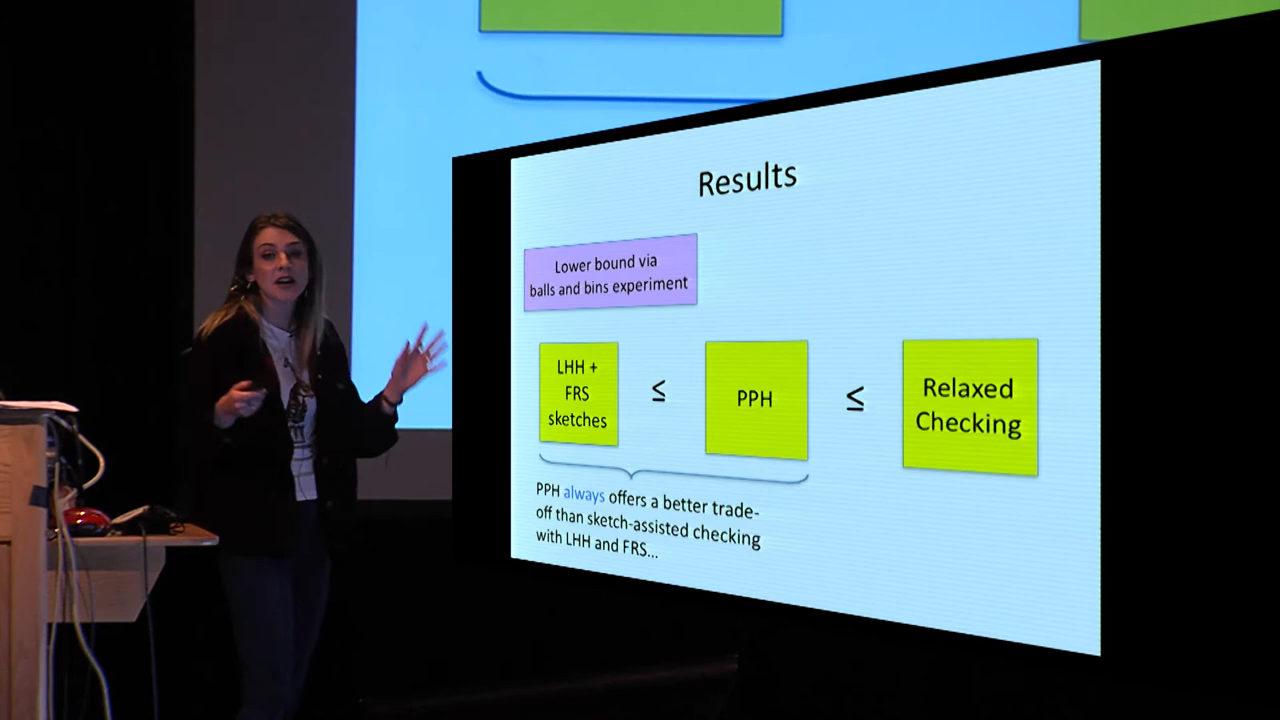 Results
Lower bound via
balls and bins experiment
LHH +
FRS
sketches
≤
PPH
≤
Relaxed
Checking
PPH always offers a better trade-
off than sketch-assisted checking
with LHH and FRS...